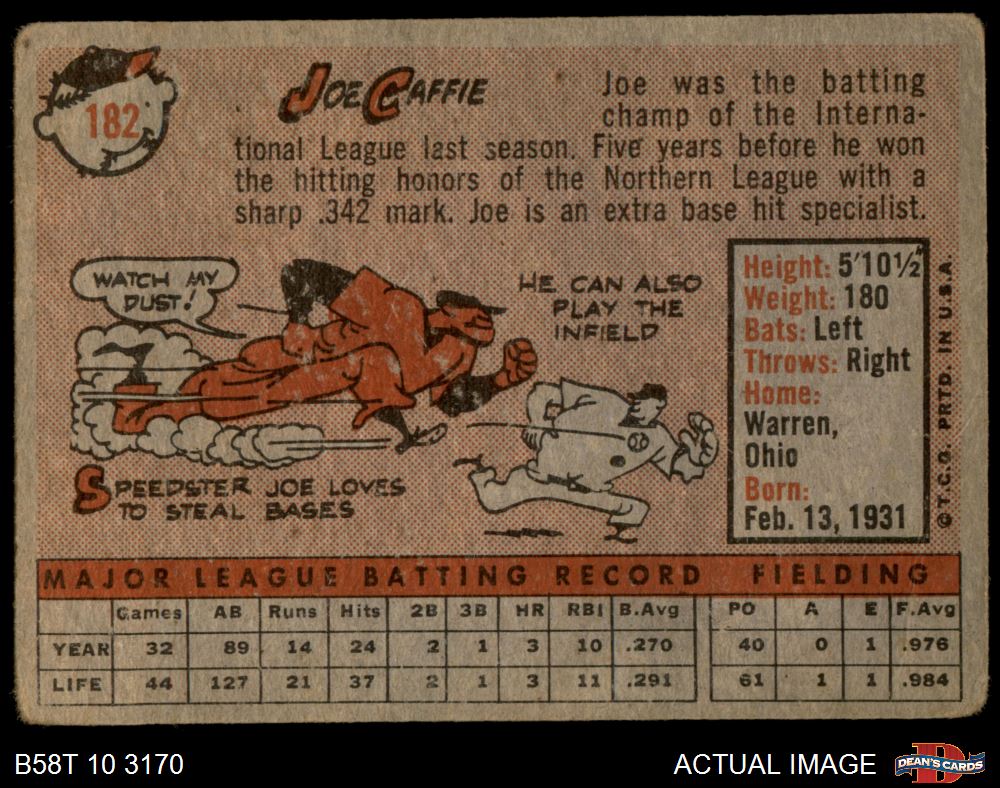 182
JOE CAFFIE
Joe was the batting
champ of the Interna-
tional League last season. Five years before he won
the hitting honors of the Northern League with a
sharp .342 mark. Joe is an extra base hit specialist.
WATCH MY
DUST!
HE CAN ALSO
PLAY THE
INFIELD
SPEEDSTER JOE LOVES
TO STEAL BASES
Height: 5'10½"
Weight: 180
Bats: Left
Throws: Right
Home:
Warren,
Ohio
Born:
Feb. 13, 1931
© T.C.G. PRTD. IN U.S.A.
MAJOR LEAGUE BATTING RECORD FIELDING
Games AB Runs Hits 2B 3B HR RBI B.Avg PO A E F.Avg
YEAR 32 89 14 24 2 1 3 10 .270 40 0 1 .976
LIFE 44 127 21 37 2 1 3 11 .291 61 1 1 .984
B58T 10 3170 ACTUAL IMAGE D DEAN'S CARDS